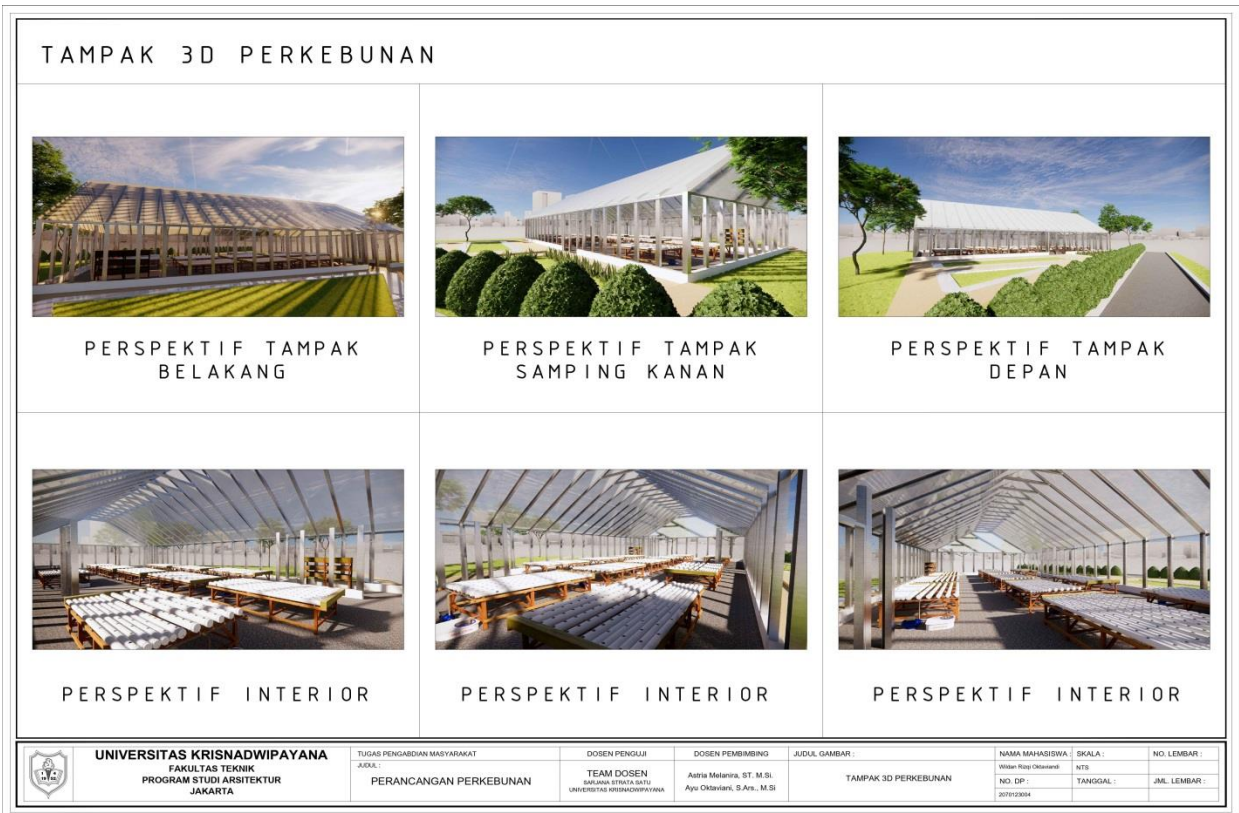 TAMPAK 3D PERKEBUNAN
PERSPEKTIF TAMPAK
BELAKANG
PERSPEKTIF TAMPAK
SAMPING KANAN
PERSPEKTIF TAMPAK
DEPAN
PERSPEKTIF INTERIOR
PERSPEKTIF INTERIOR
PERSPEKTIF INTERIOR
UNIVERSITAS KRISNADWIPAYANA
FAKULTAS TEKNIK
PROGRAM STUDI ARSITEKTUR
JAKARTA
TUGAS PENGABDIAN MASYARAKAT
JUDUL :
PERANCANGAN PERKEBUNAN
DOSEN PENGUJI
TEAM DOSEN
SARJANA STRATA SATU
UNIVERSITAS KRISNADWIPAYANA
DOSEN PEMBIMBING
Astria Melanira, ST. M.Si.
Ayu Oktaviani, S.Ars., M.Si
JUDUL GAMBAR :
TAMPAK 3D PERKEBUNAN
NAMA MAHASISWA :
Wildan Rizqi Oktaviandi
NO. DP :
2070123004
SKALA :
NTS
TANGGAL :
NO. LEMBAR :
JML. LEMBAR :